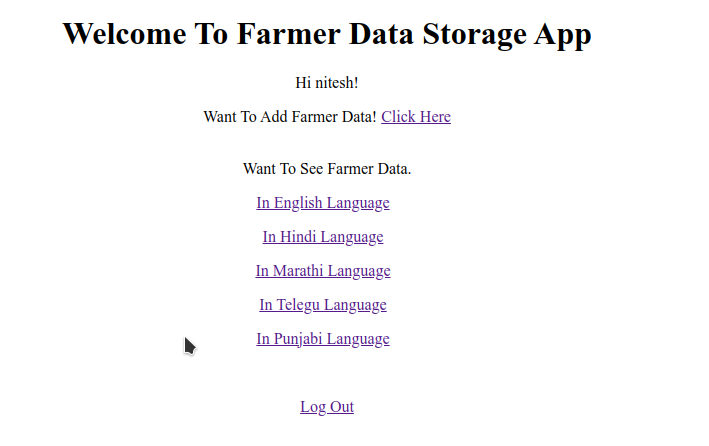 Welcome To Farmer Data Storage App
Hi nitesh!
Want To Add Farmer Data! Click Here
Want To See Farmer Data.
In English Language
In Hindi Language
In Marathi Language
In Telegu Language
In Punjabi Language
Log Out